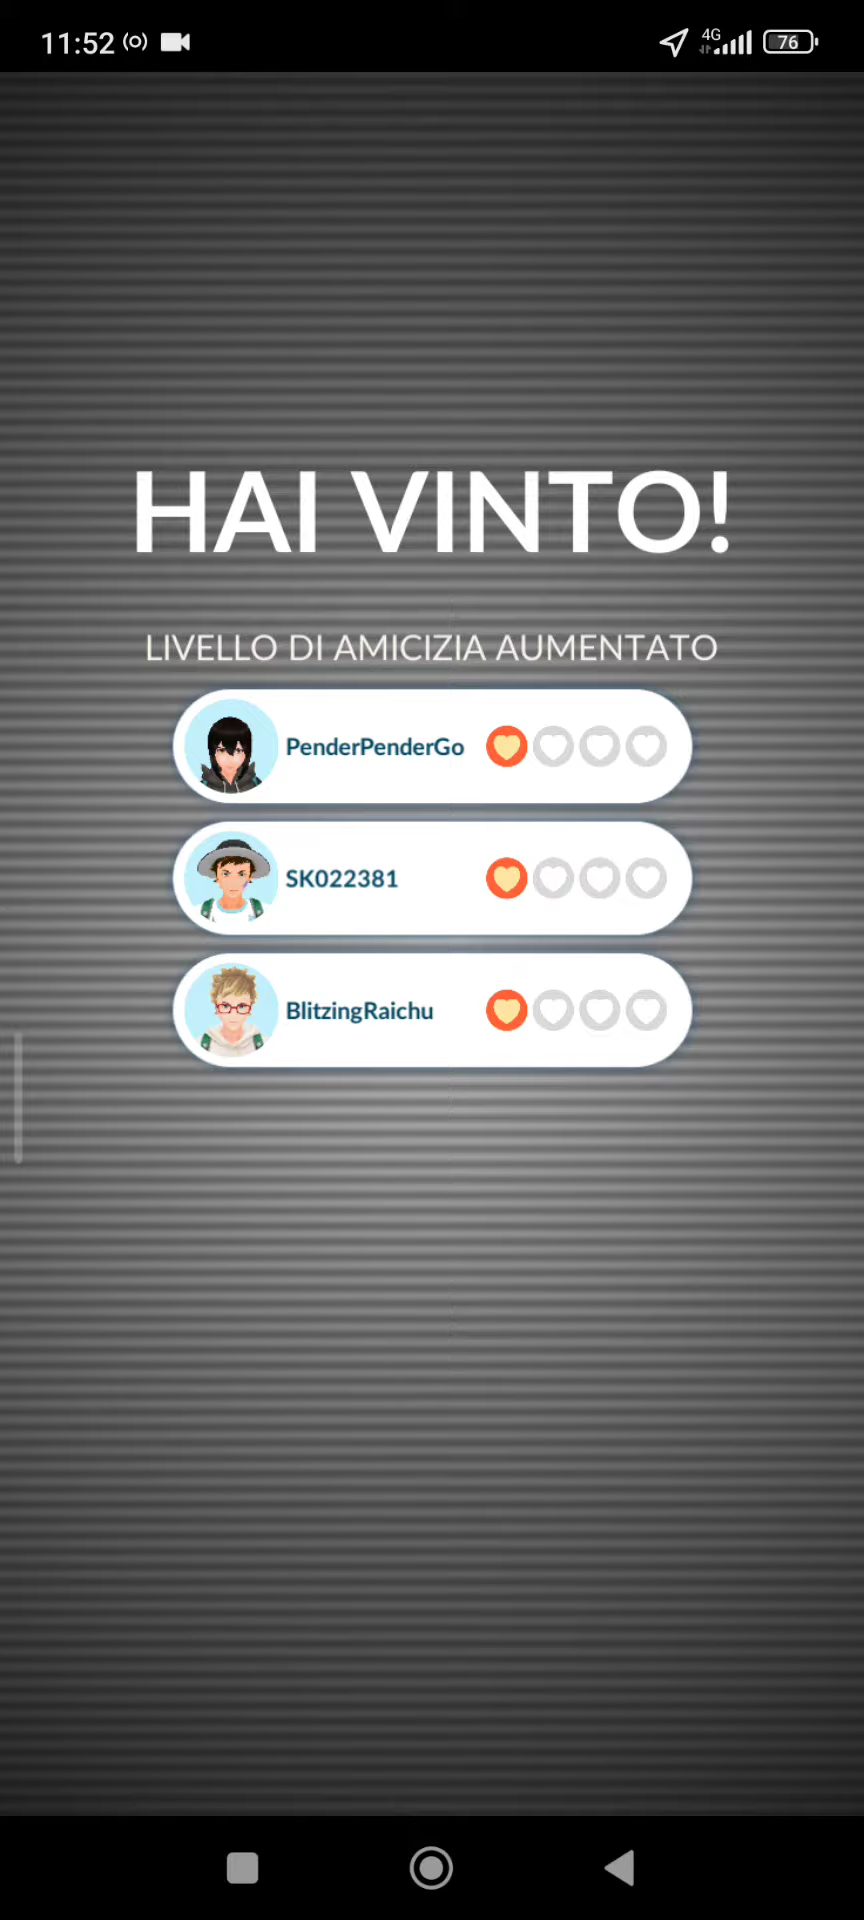 11:52
4G
76
HAI VINTO!
LIVELLO DI AMICIZIA AUMENTATO
PenderPenderGo
SK022381
BlitzingRaichu